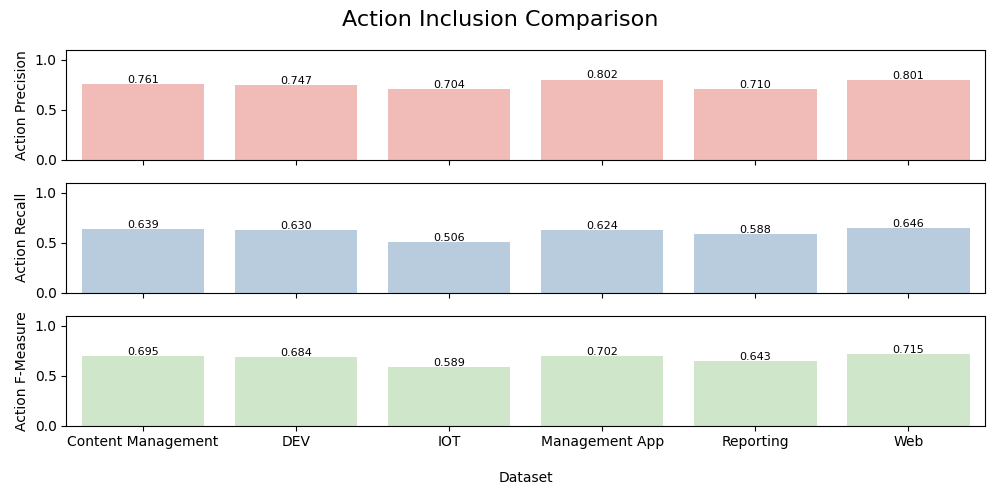 Action Inclusion Comparison
Action Precision
1.0
0.5
0.0
0.761 0.747 0.704 0.802 0.710 0.801
Action Recall
1.0
0.5
0.0
0.639 0.630 0.506 0.624 0.588 0.646
Action F-Measure
1.0
0.5
0.0
0.695 0.684 0.589 0.702 0.643 0.715
Content Management DEV IOT Management App Reporting Web
Dataset